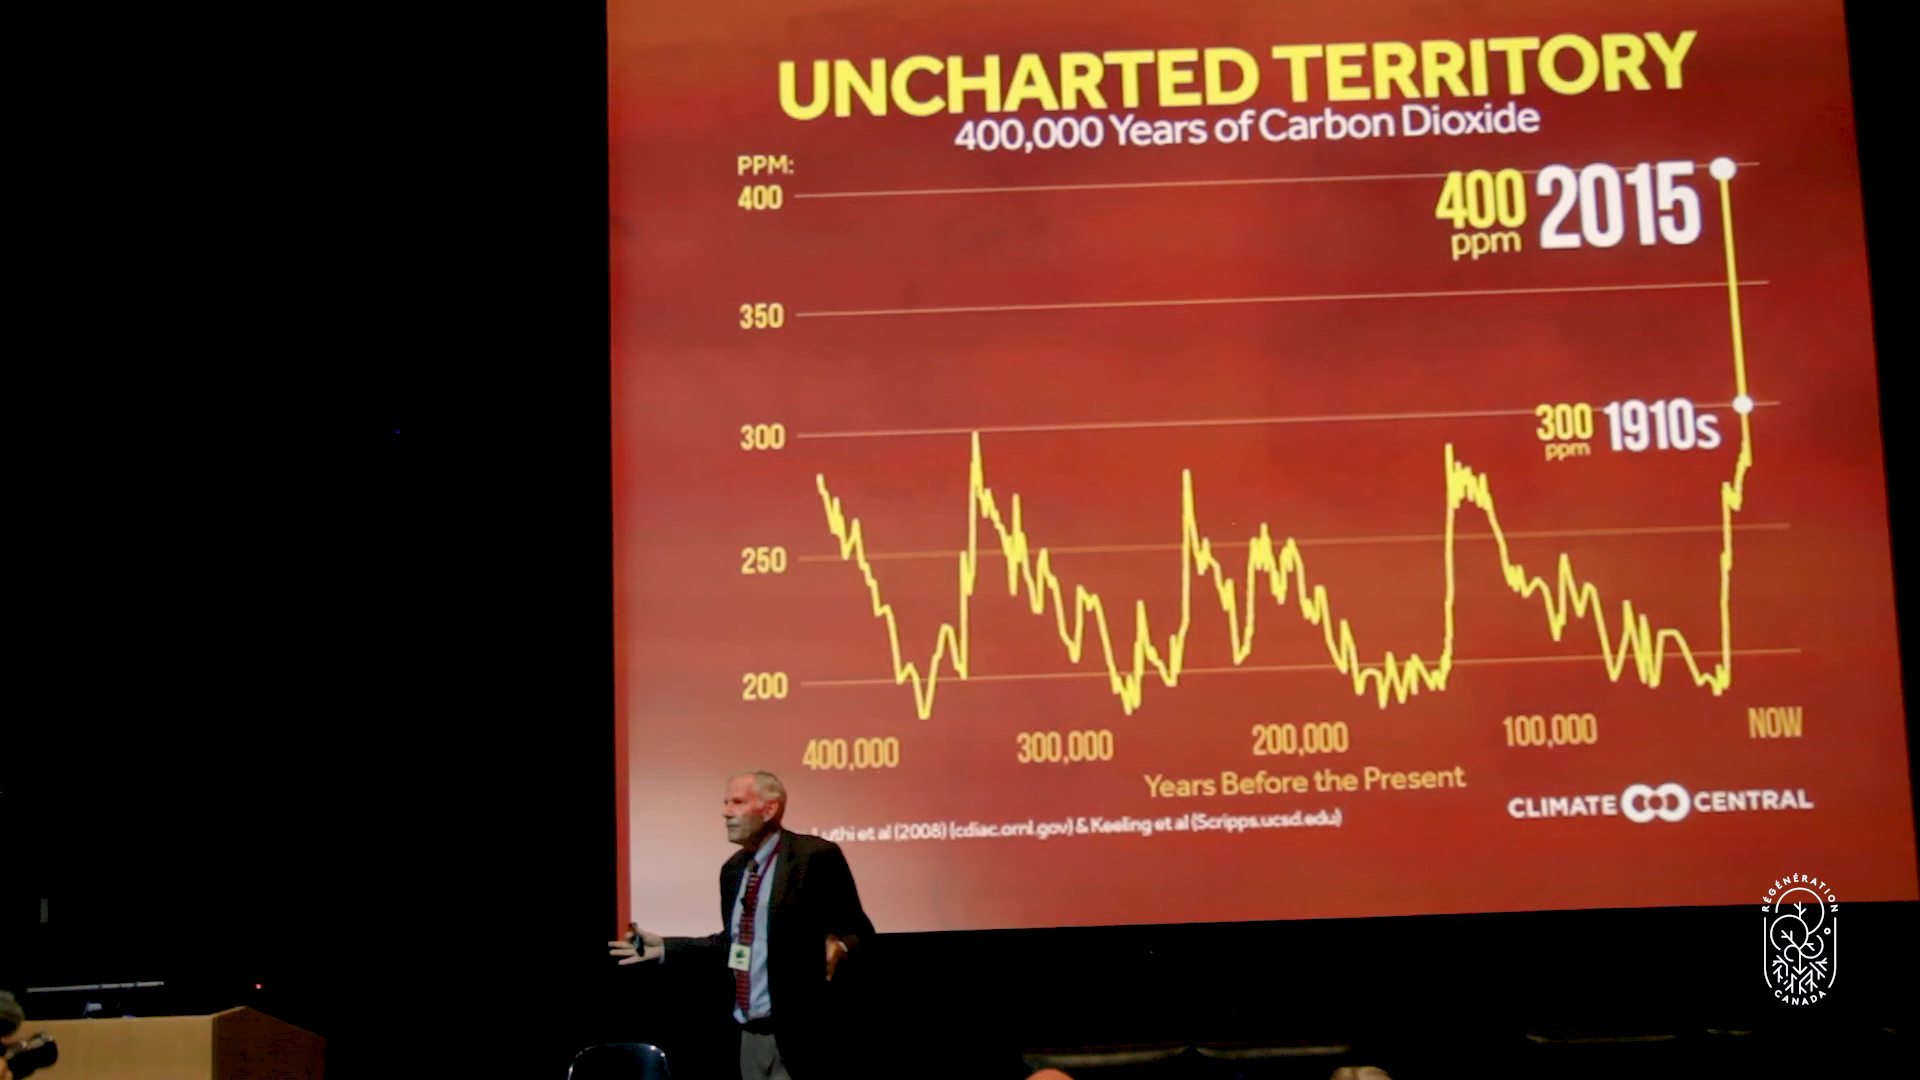 UNCHARTED TERRITORY
400,000 Years of Carbon Dioxide
PPM:
400
400 ppm 2015
350
300
300 ppm 1910s
250
200
400,000 300,000 200,000 100,000 NOW
Years Before the Present
CLIMATE CENTRAL
et al (2008) (cdiac.ornl.gov) & Keeling et al (Scripps.ucsd.edu)
RÉGÉNÉRATION
CANADA